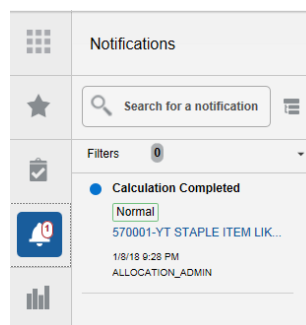 Notifications
Search for a notification
Filters 0
Calculation Completed
Normal
570001-YT STAPLE ITEM LIK...
1/8/18 9:28 PM
ALLOCATION_ADMIN
1